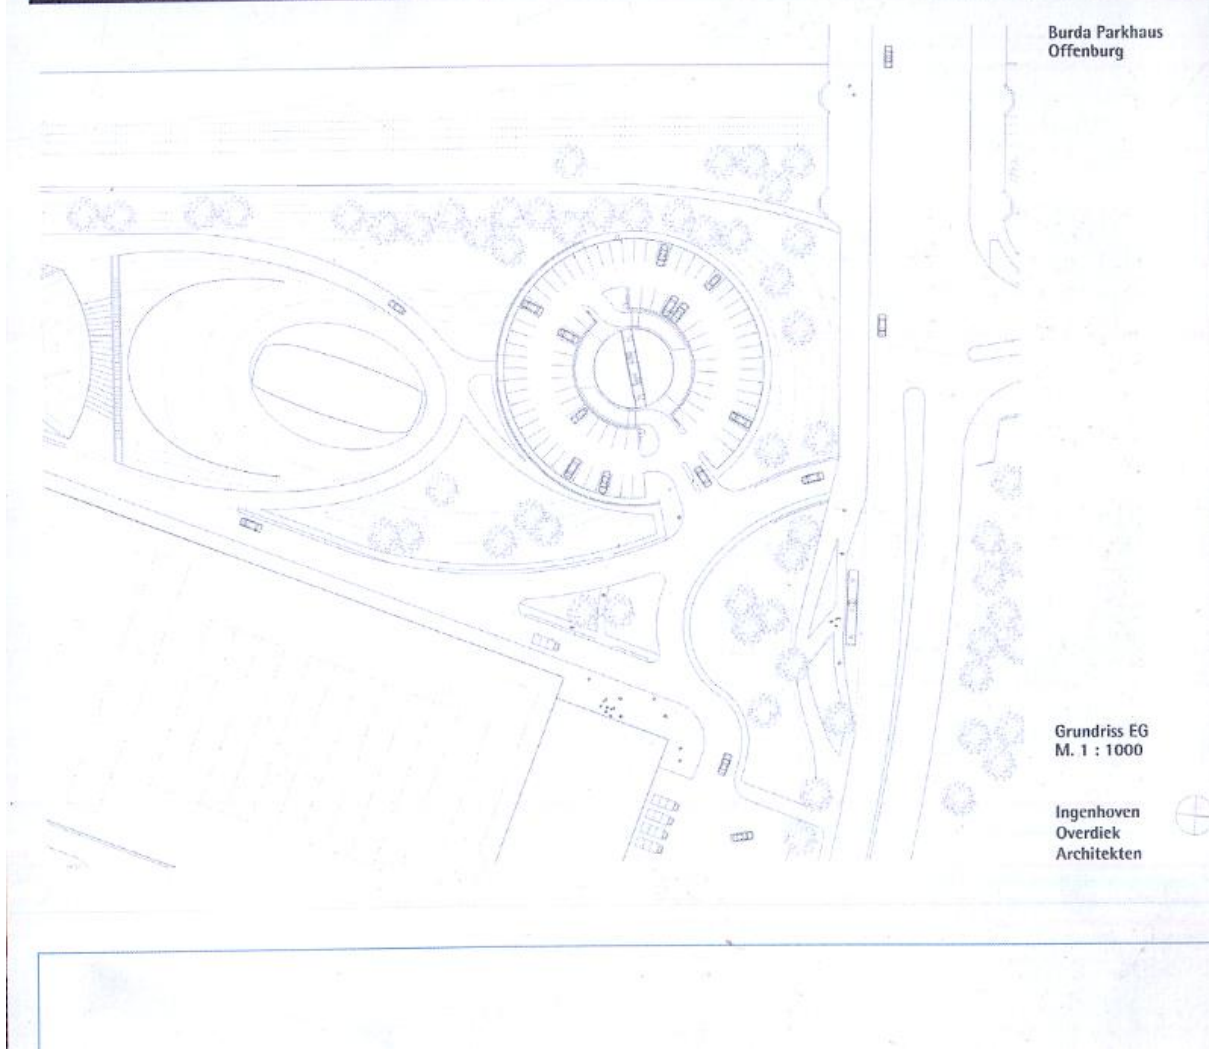 Burda Parkhaus
Offenburg
Grundriss EG
M. 1 : 1000
Ingenhoven
Overdiek
Architekten